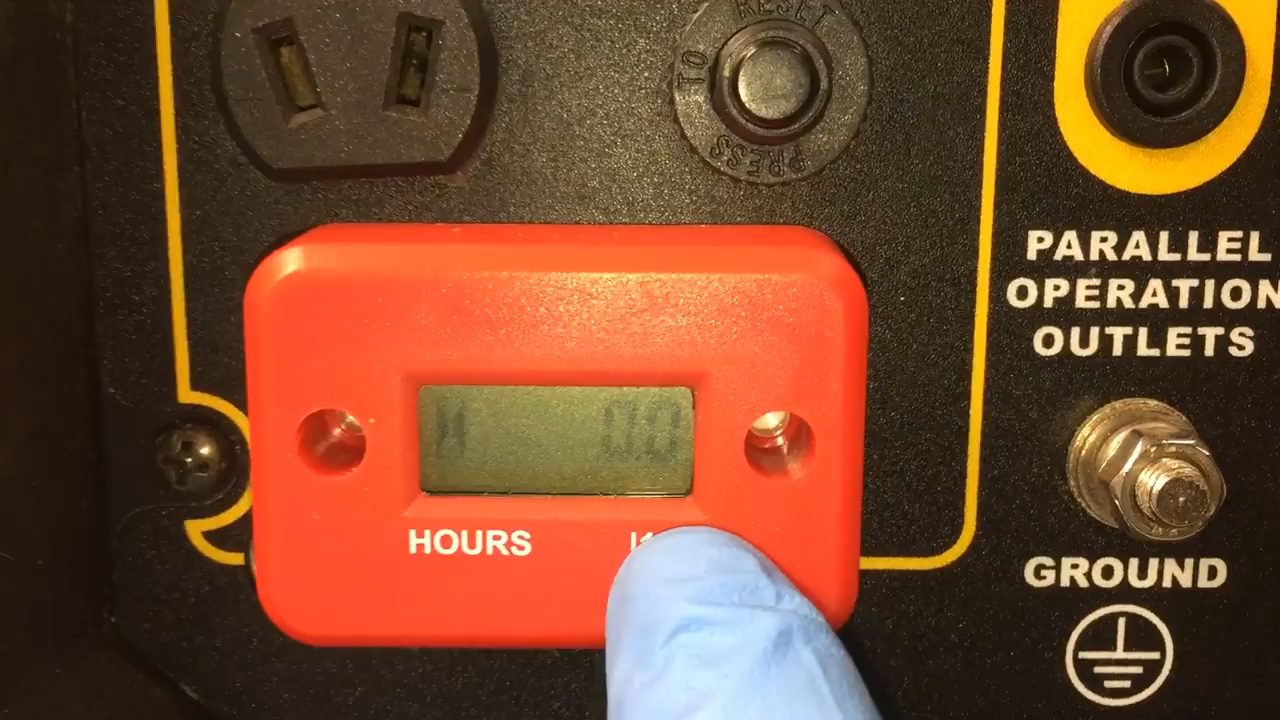 PRESS TO RESET
PARALLEL
OPERATION
OUTLETS
0.0
HOURS
GROUND